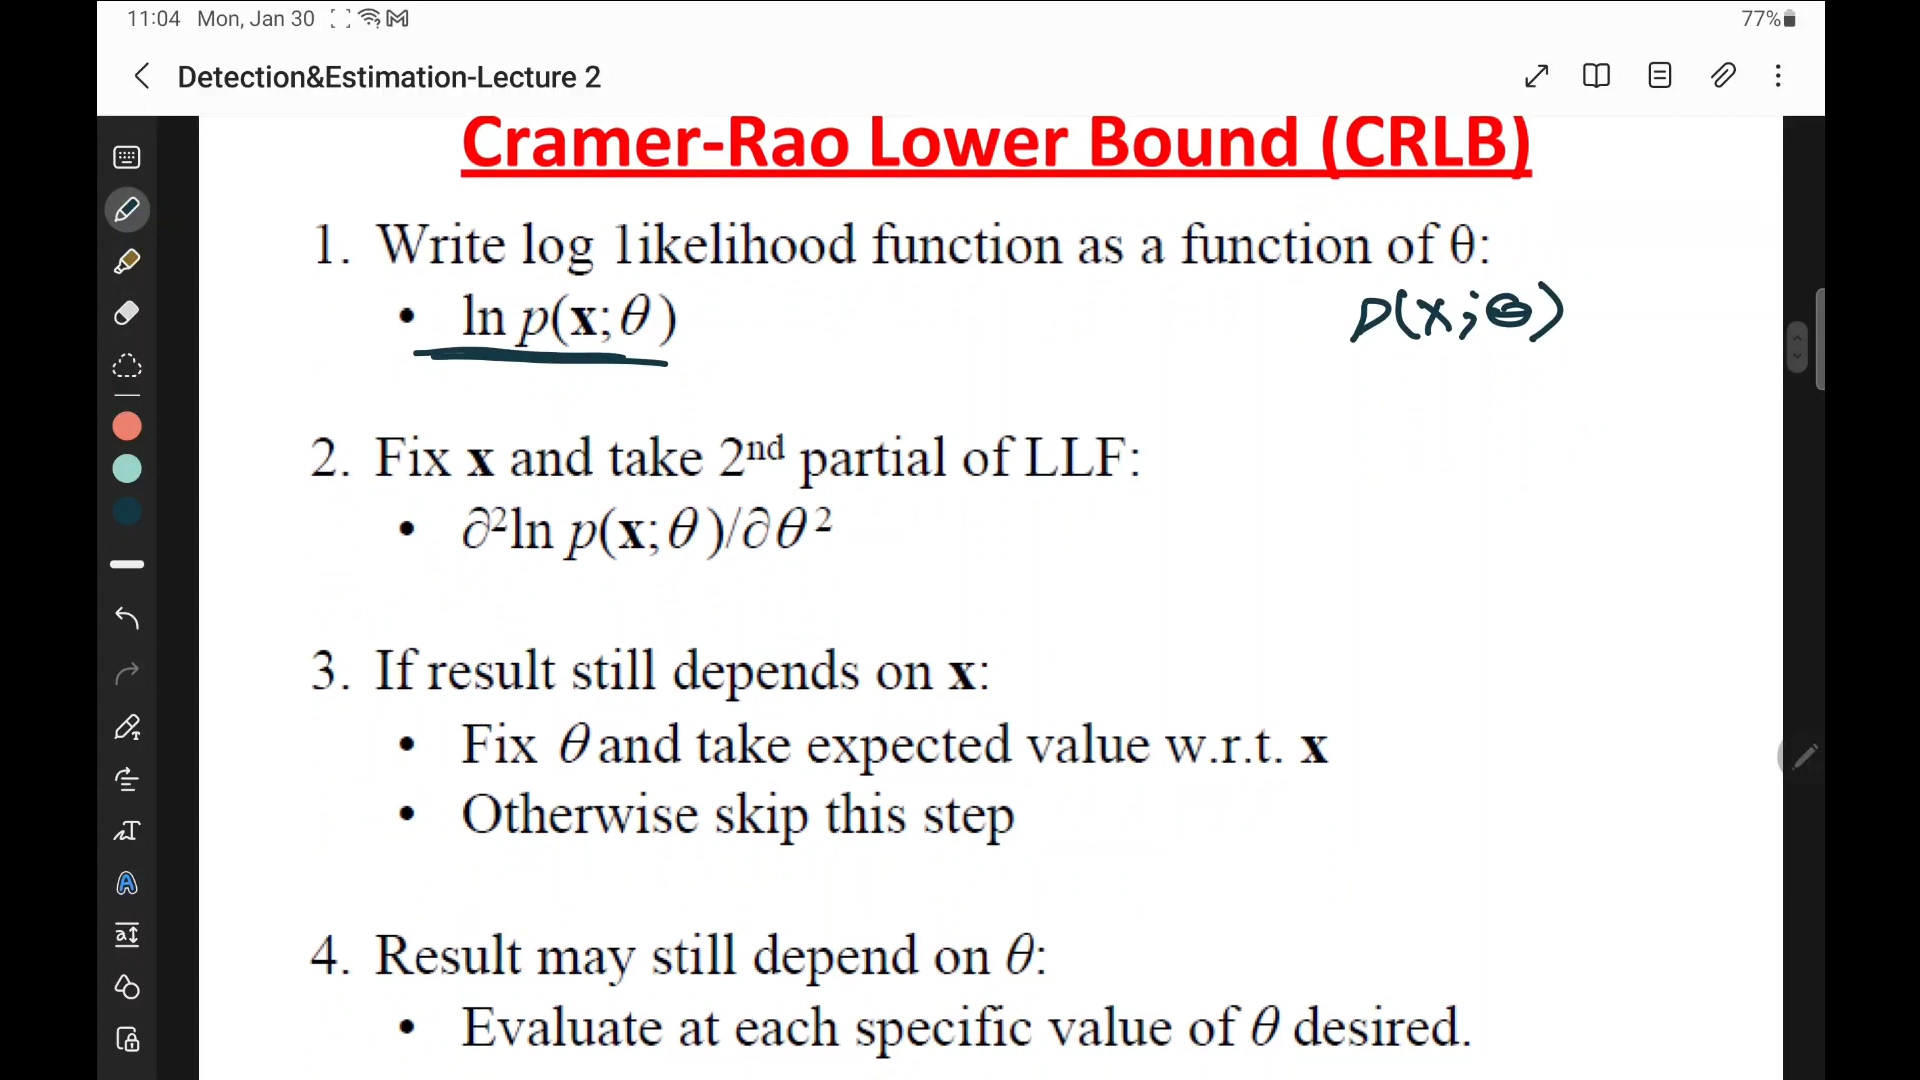 11:04 Mon, Jan 30 77%
Detection&Estimation-Lecture 2
Cramer-Rao Lower Bound (CRLB)
1. Write log likelihood function as a function of θ:
• ln p(x;θ) p(x;θ)
2. Fix x and take 2nd partial of LLF:
• ∂²ln p(x;θ)/∂θ²
3. If result still depends on x:
• Fix θ and take expected value w.r.t. x
• Otherwise skip this step
4. Result may still depend on θ:
• Evaluate at each specific value of θ desired.